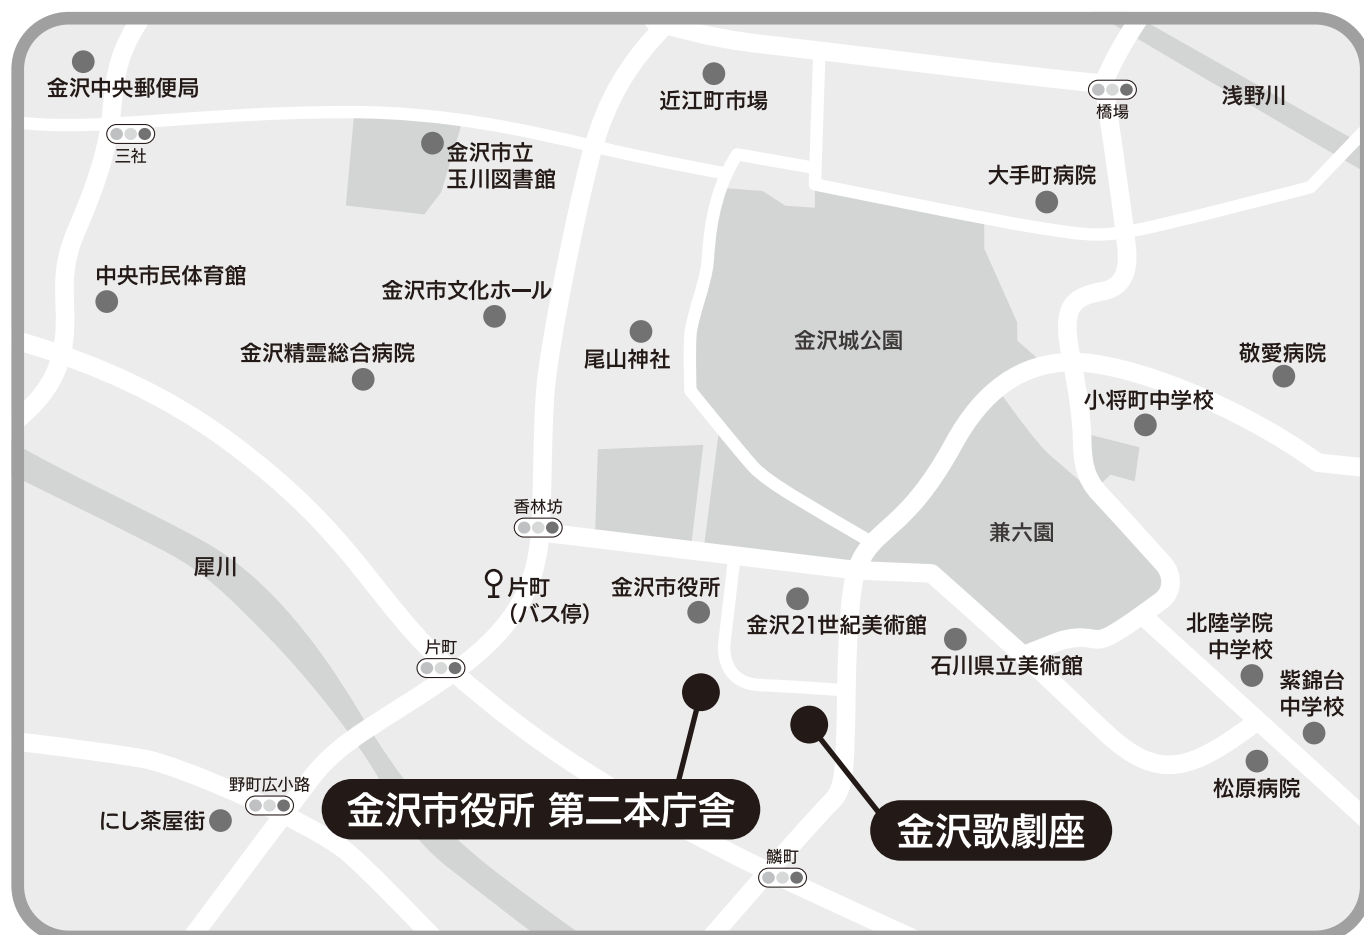 金沢中央郵便局
近江町市場
橋場
浅野川
三社
金沢市立
玉川図書館
大手町病院
中央市民体育館
金沢市文化ホール
金沢精霊総合病院
尾山神社
金沢城公園
敬愛病院
小将町中学校
香林坊
兼六園
犀川
片町
（バス停）
金沢市役所
金沢21世紀美術館
片町
石川県立美術館
北陸学院
中学校
紫錦台
中学校
野町広小路
にし茶屋街
松原病院
金沢市役所 第二本庁舎
金沢歌劇座
鱗町